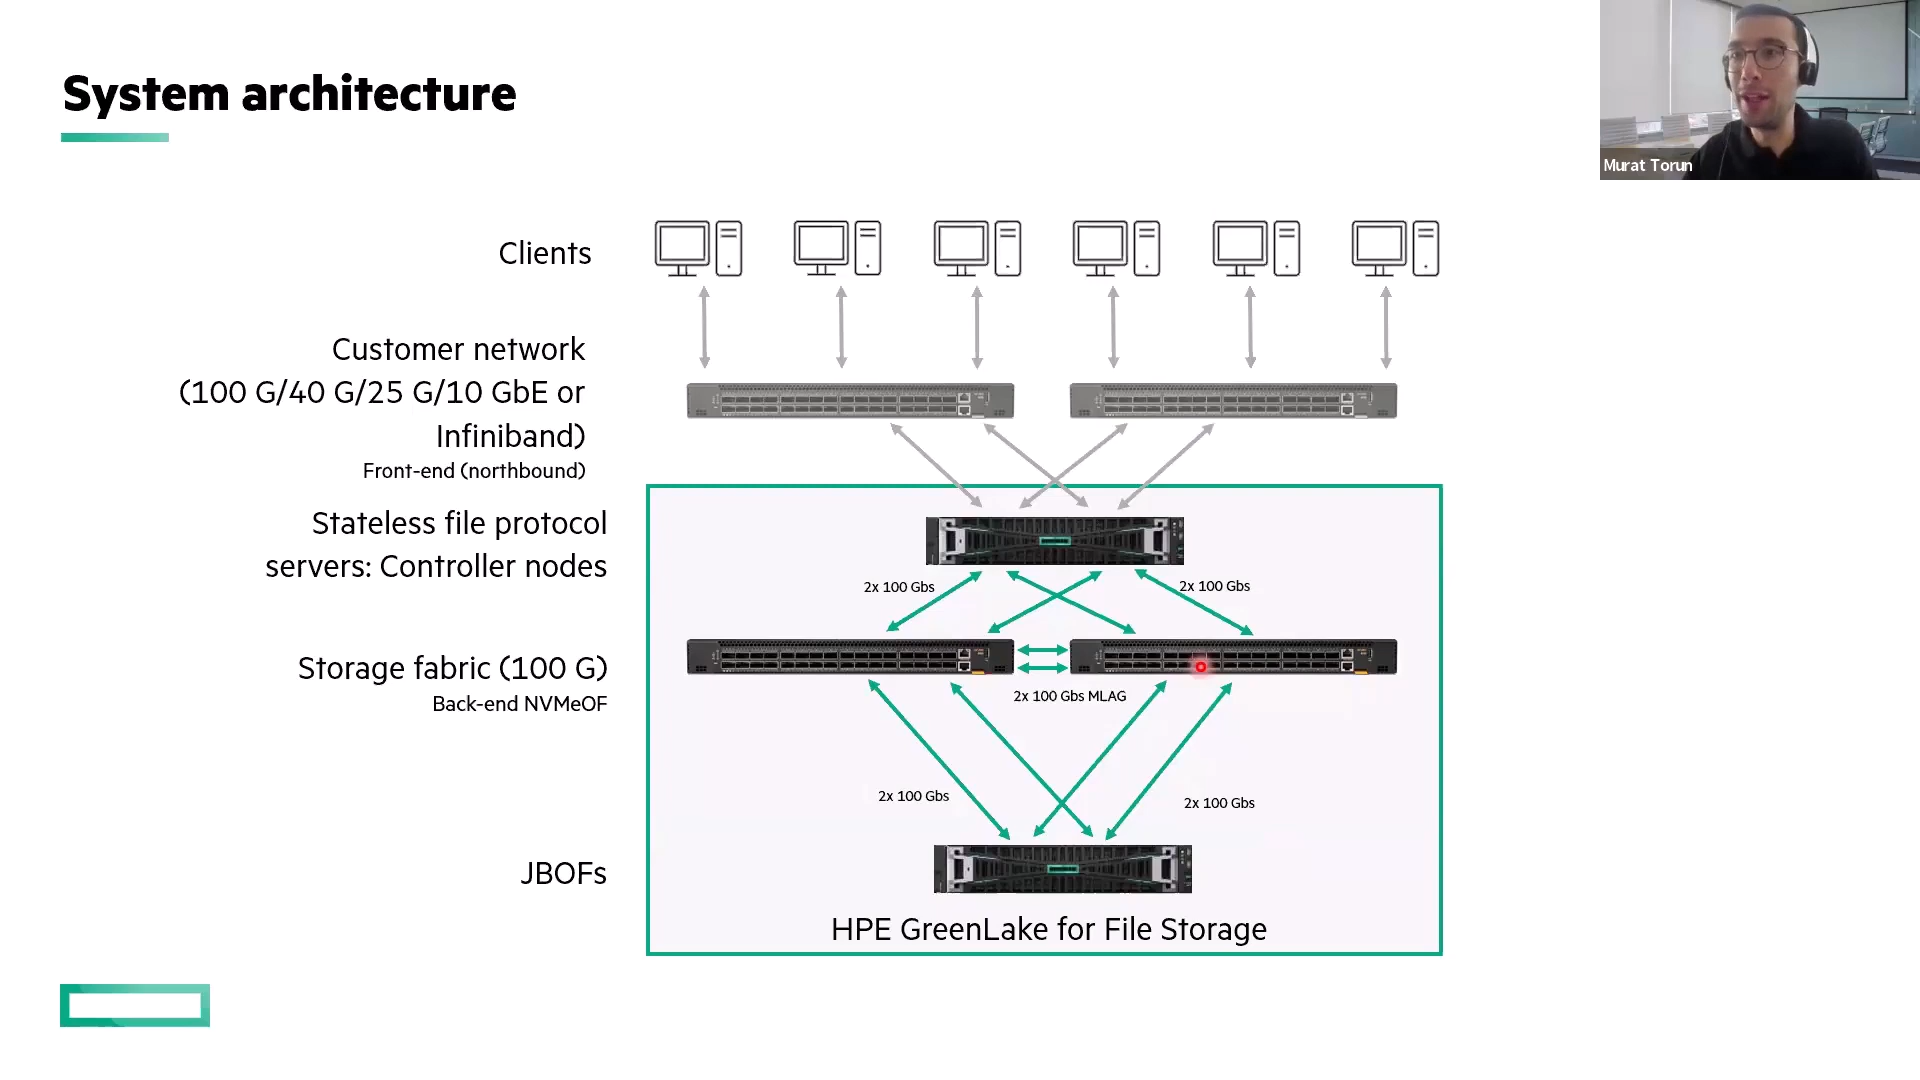 System architecture
Murat Torun
Clients
Customer network
(100 G/40 G/25 G/10 GbE or
Infiniband)
Front-end (northbound)
Stateless file protocol
servers: Controller nodes
2x 100 Gbs
2x 100 Gbs
Storage fabric (100 G)
Back-end NVMeOF
2x 100 Gbs MLAG
2x 100 Gbs
2x 100 Gbs
JBOFs
HPE GreenLake for File Storage